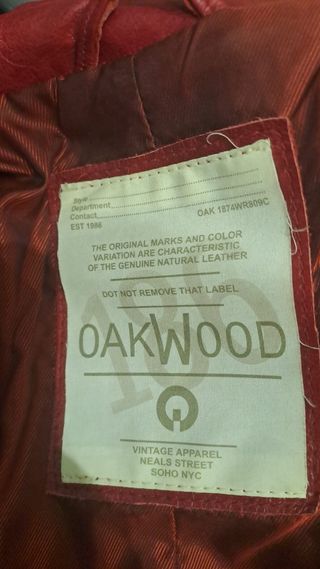 Style
Department
Contact
EST 1986 OAK 1874WR809C
THE ORIGINAL MARKS AND COLOR
VARIATION ARE CHARACTERISTIC
OF THE GENUINE NATURAL LEATHER
DOT NOT REMOVE THAT LABEL
186
OAKWOOD
VINTAGE APPAREL
NEALS STREET
SOHO NYC